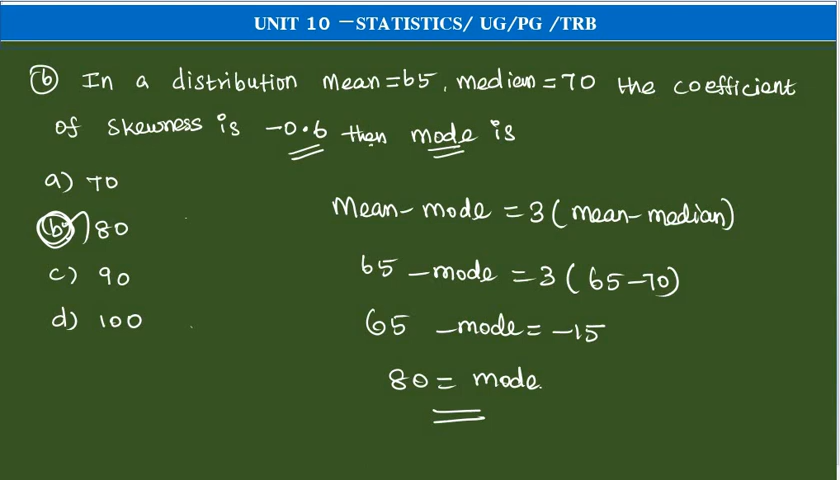 UNIT 10 –STATISTICS/ UG/PG /TRB
(6) In a distribution mean=65, median=70 the coefficient
of skewness is -0.6 then mode is
a) 70
b) 80
c) 90
d) 100
Mean-mode = 3(mean-median)
65 -mode = 3(65-70)
65 -mode = -15
80 = mode.